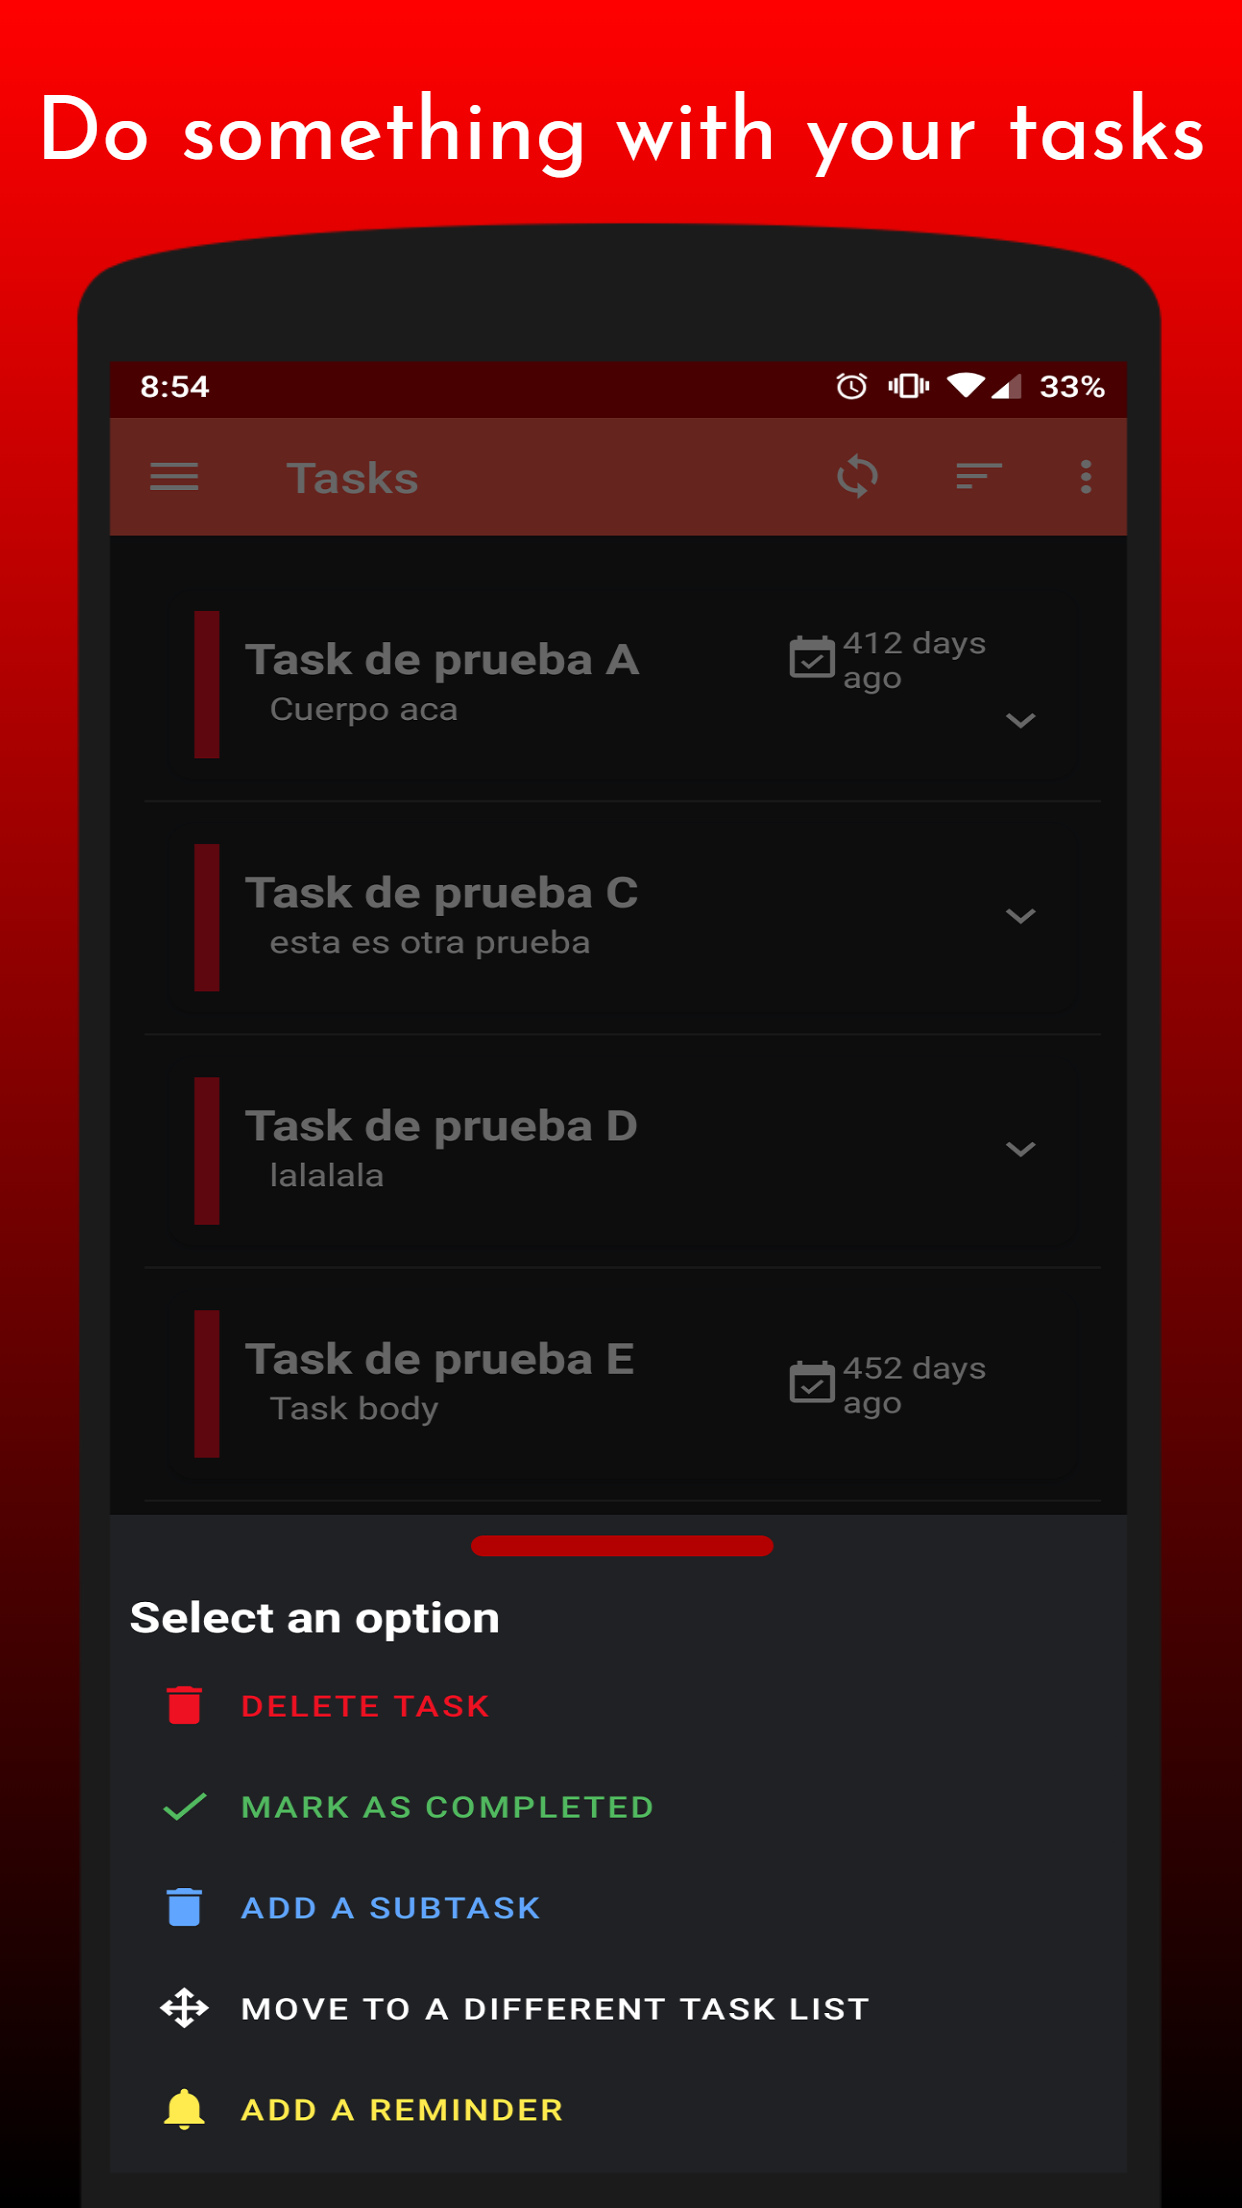 Do something with your tasks
8:54
33%
Tasks
Task de prueba A
Cuerpo aca
412 days
ago
Task de prueba C
esta es otra prueba
Task de prueba D
lalalala
Task de prueba E
Task body
452 days
ago
Select an option
DELETE TASK
MARK AS COMPLETED
ADD A SUBTASK
MOVE TO A DIFFERENT TASK LIST
ADD A REMINDER